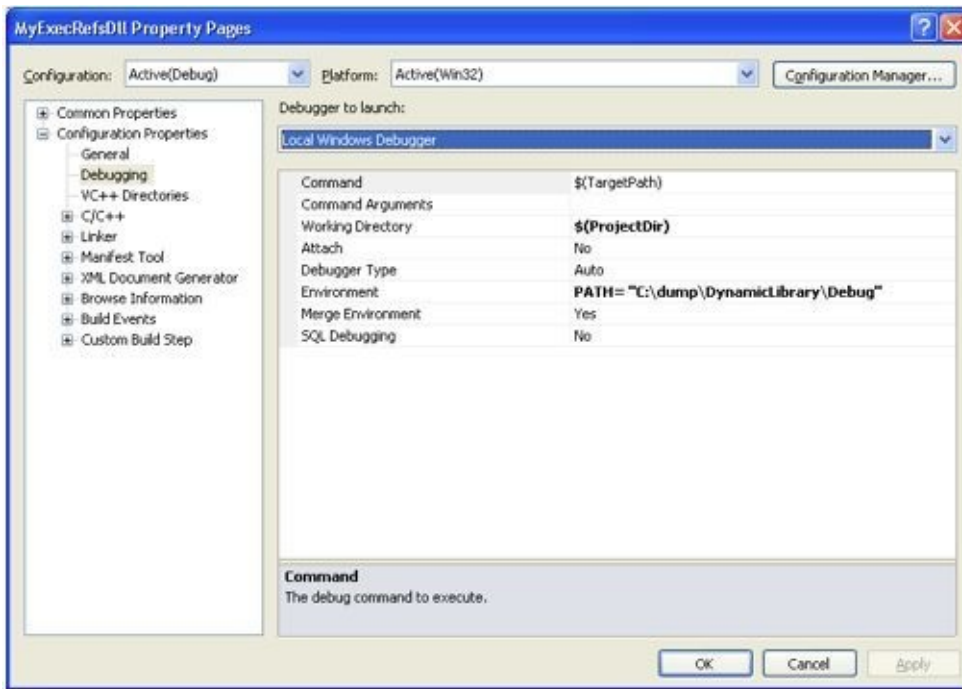 MyExecRefsDll Property Pages
Configuration: Active(Debug) Platform: Active(Win32) Configuration Manager...
Common Properties
Configuration Properties
General
Debugging
VC++ Directories
C/C++
Linker
Manifest Tool
XML Document Generator
Browse Information
Build Events
Custom Build Step
Debugger to launch:
Local Windows Debugger
Command $(TargetPath)
Command Arguments
Working Directory $(ProjectDir)
Attach No
Debugger Type Auto
Environment PATH= "C:\dump\DynamicLibrary\Debug"
Merge Environment Yes
SQL Debugging No
Command
The debug command to execute.
OK Cancel Apply